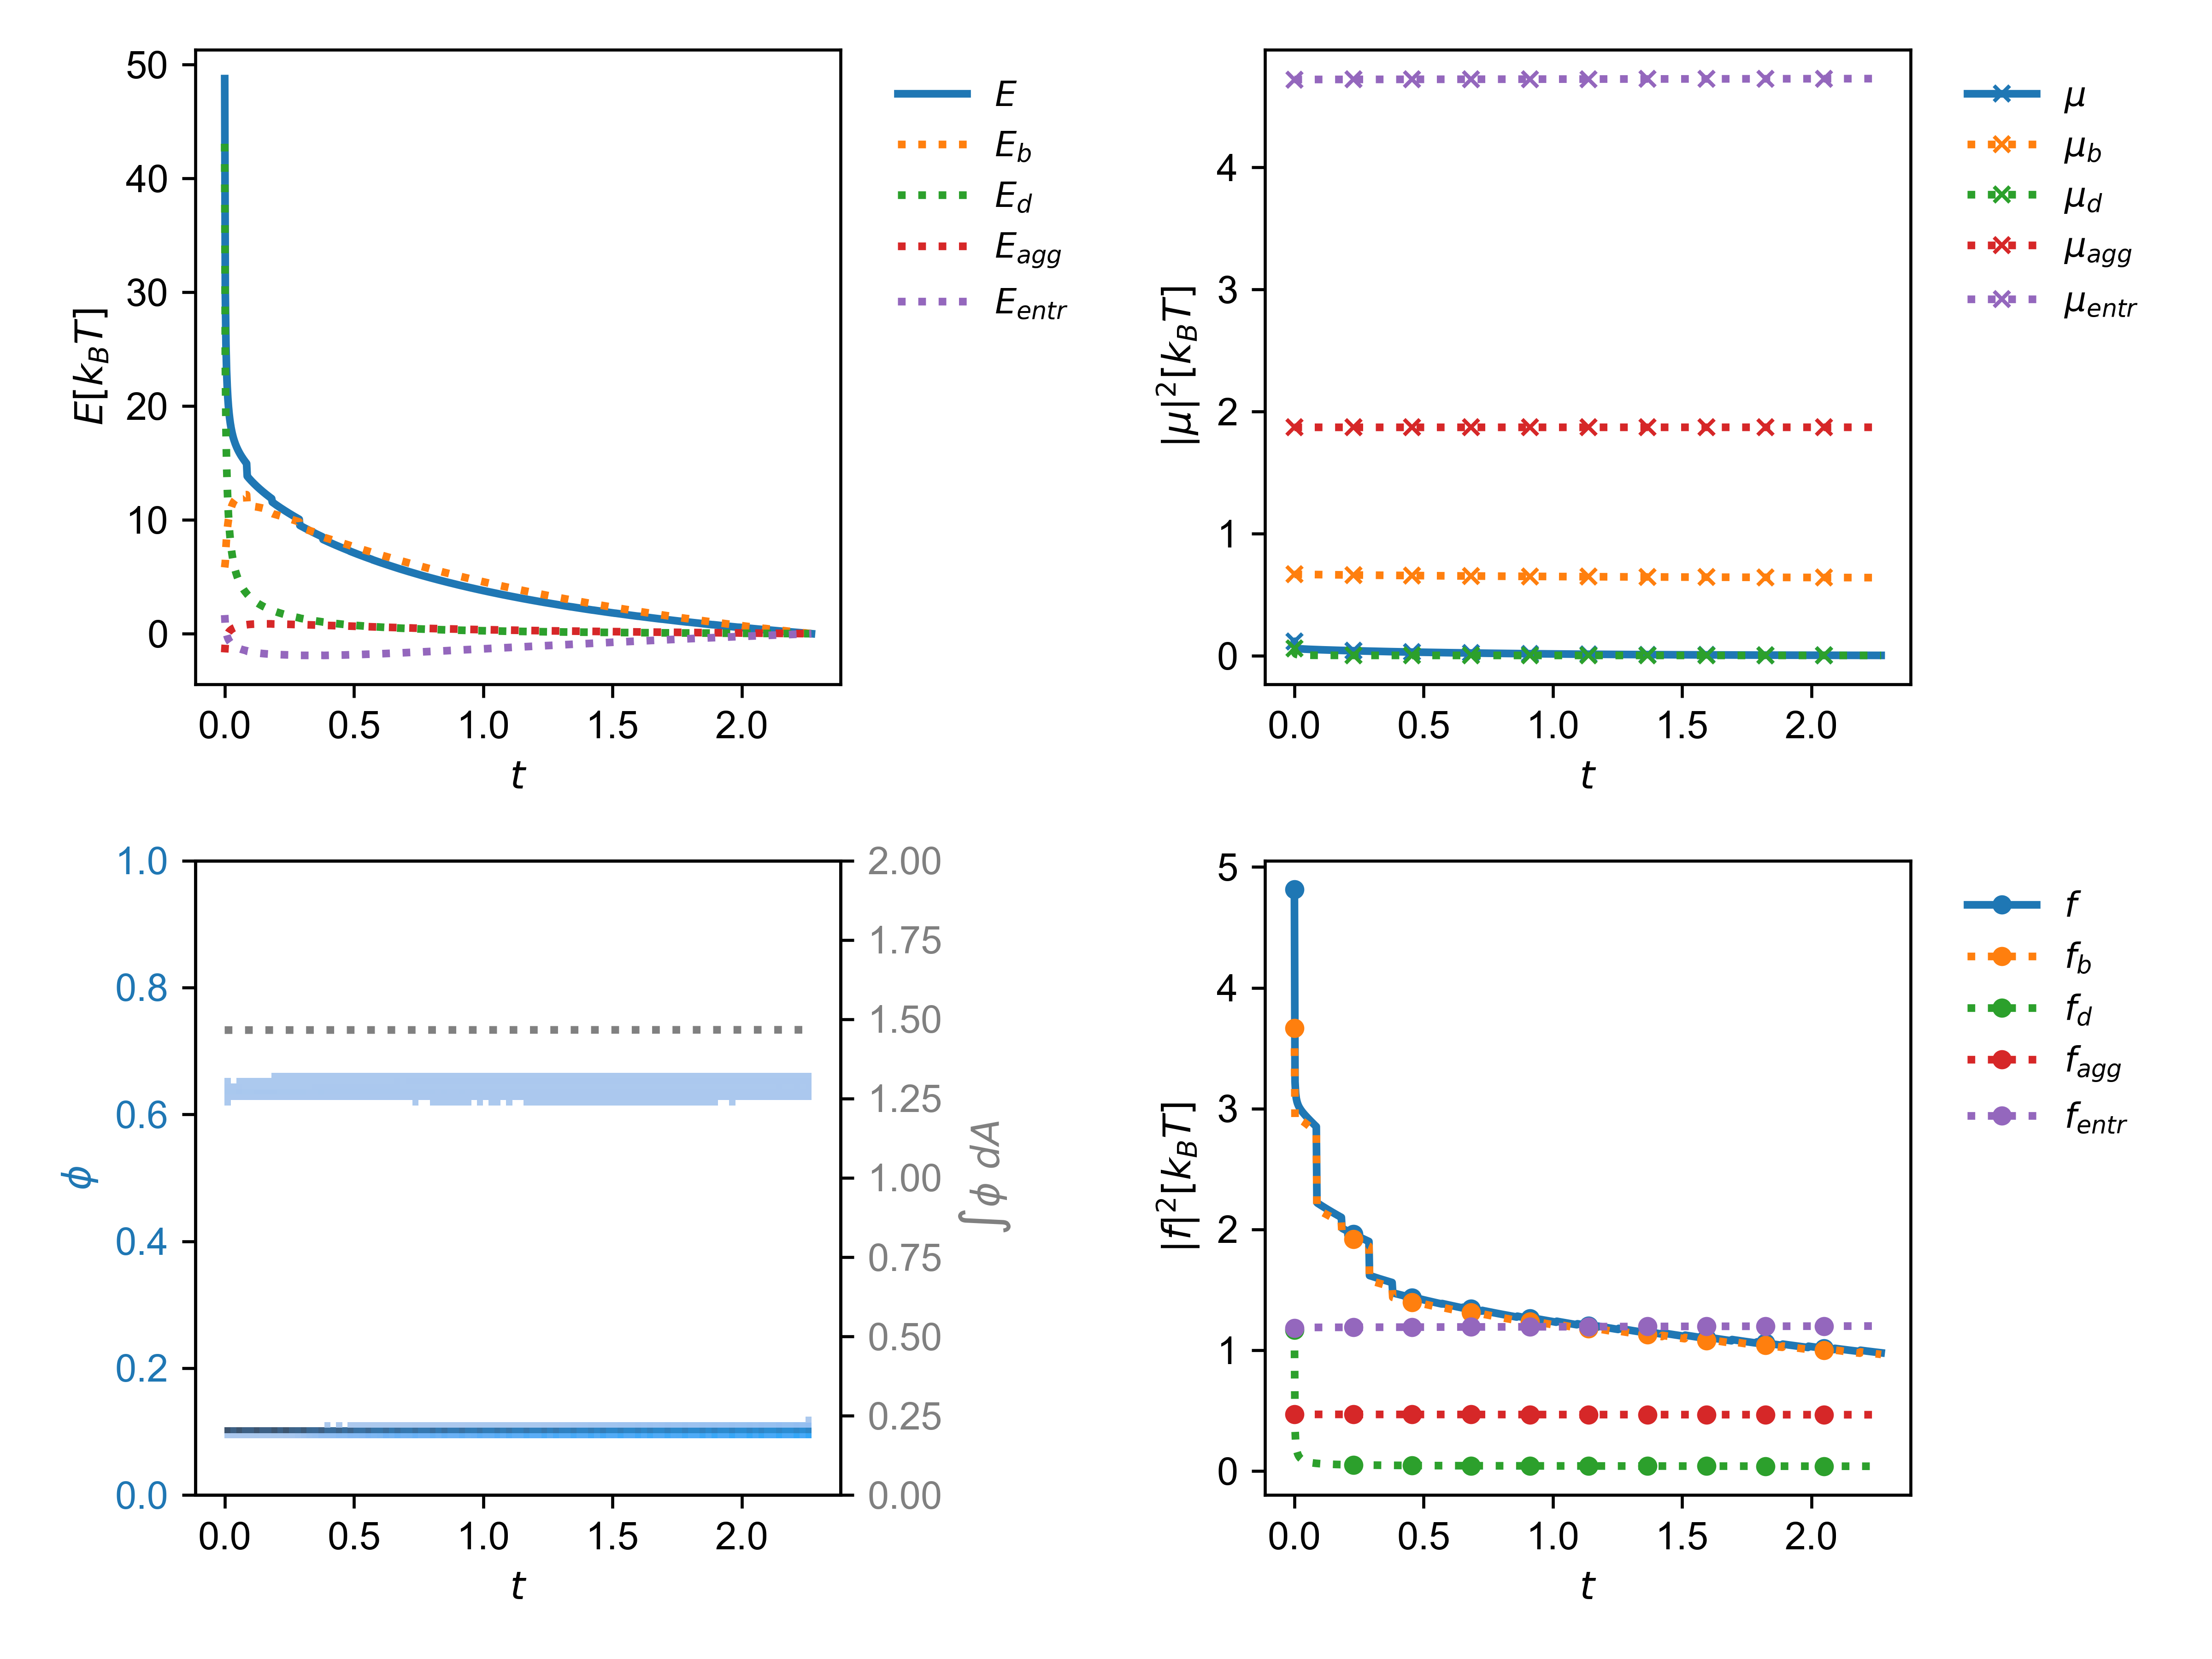 50
40
30
20
10
0
E[k_BT]
0.0 0.5 1.0 1.5 2.0
t
E
E_b
E_d
E_agg
E_entr
4
3
2
1
0
|μ|²[k_BT]
0.0 0.5 1.0 1.5 2.0
t
μ
μ_b
μ_d
μ_agg
μ_entr
1.0
0.8
0.6
0.4
0.2
0.0
ϕ
0.0 0.5 1.0 1.5 2.0
t
2.00
1.75
1.50
1.25
1.00
0.75
0.50
0.25
0.00
∫ϕ dA
5
4
3
2
1
0
|f|²[k_BT]
0.0 0.5 1.0 1.5 2.0
t
f
f_b
f_d
f_agg
f_entr